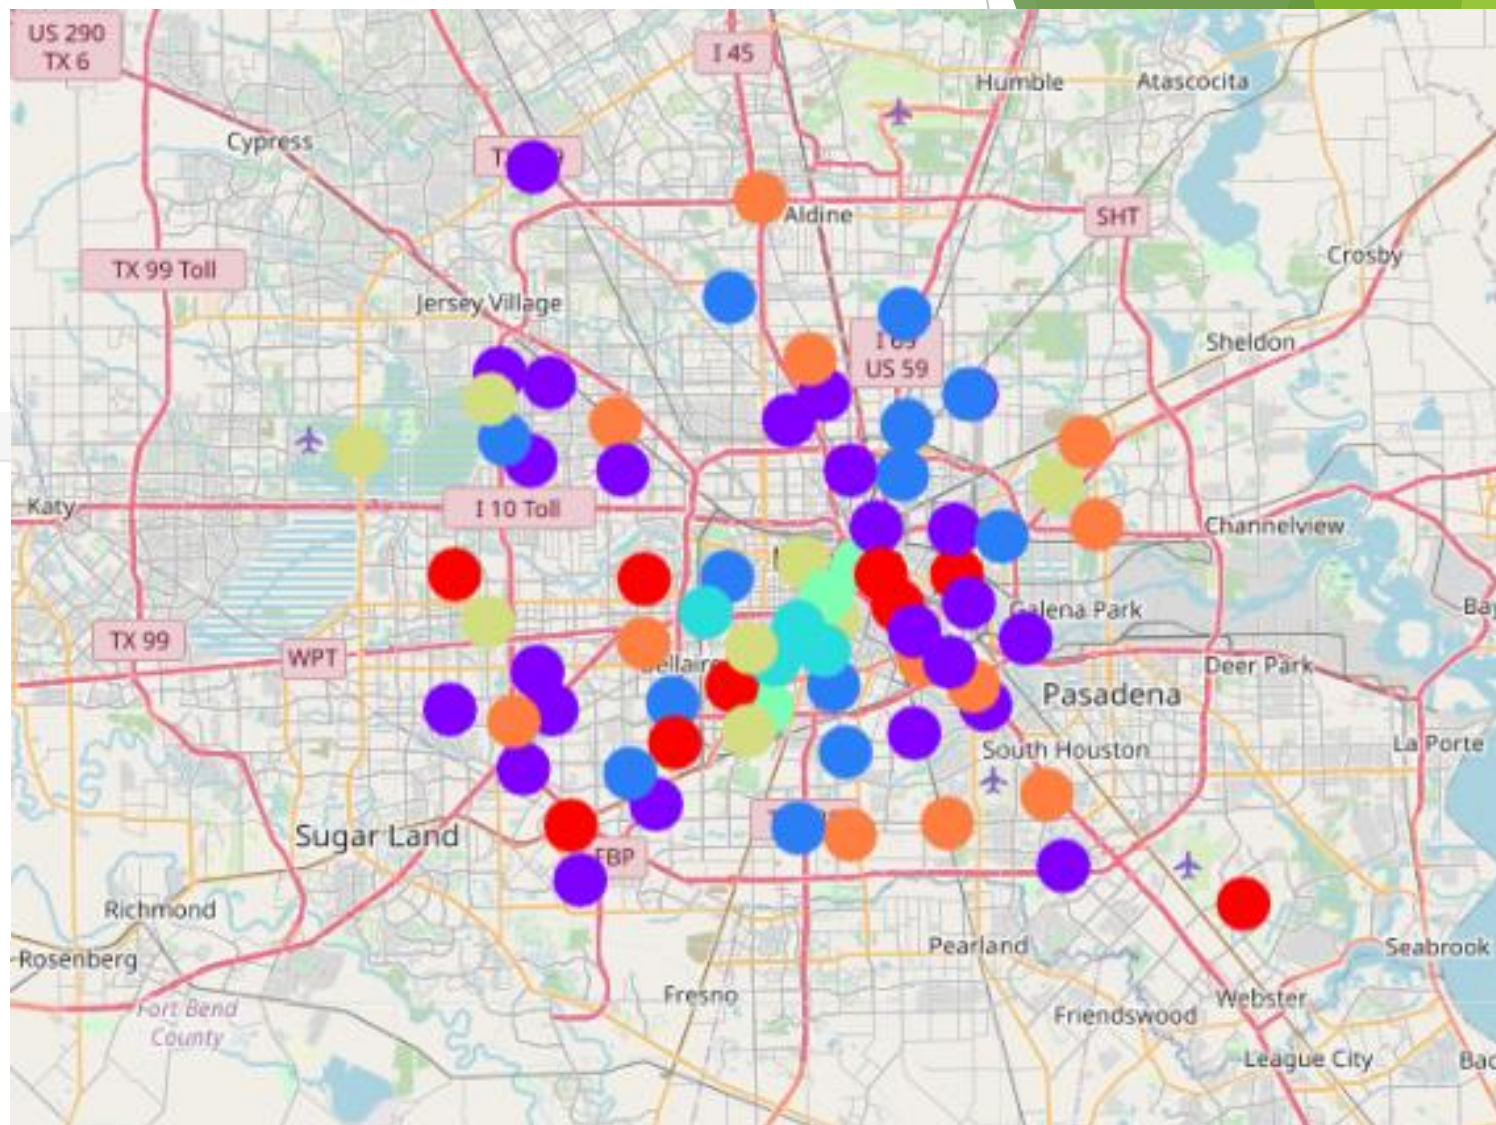 US 290
TX 6
I 45
Humble
Atascocita
Cypress
Aldine
SHT
TX 99 Toll
Crosby
Jersey Village
Sheldon
US 59
Katy
I 10 Toll
Channelview
Galena Park
TX 99
WPT
Deer Park
Pasadena
South Houston
La Porte
Sugar Land
FBP
Richmond
Pearland
Seabrook
Rosenberg
Fresno
Webster
Fort Bend
County
Friendswood
League City